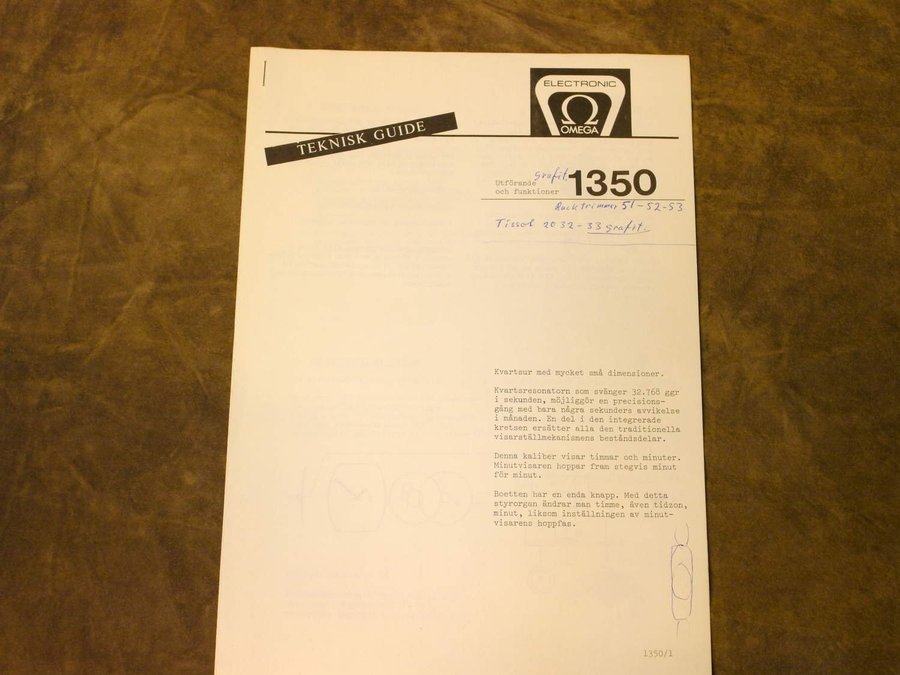 ELECTRONIC
Ω
OMEGA
TEKNISK GUIDE
Grafit.
Utförande
och funktioner
1350
Racktrimmer 51-52-53
Tissot 2032-33 grafit.
Kvartsur med mycket små dimensioner.
Kvartsresonatorn som svänger 32.768 ggr
i sekunden, möjliggör en precisions-
gång med bara några sekunders avvikelse
i månaden. En del i den integrerade
kretsen ersätter alla den traditionella
visarställmekanismens beståndsdelar.
Denna kaliber visar timmar och minuter.
Minutvisaren hoppar fram stegvis minut
för minut.
Boetten har en enda knapp. Med detta
styrorgan ändrar man timme, även tidzon,
minut, liksom inställningen av minut-
visarens hoppfas.
1350/1